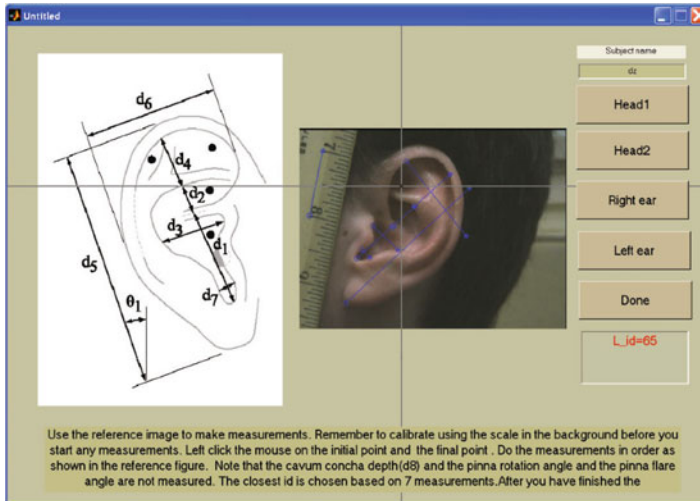 Untitled
Subject name
dz
Head1
Head2
Right ear
Left ear
Done
L_id=65
d6
d4
d2
d3
d1
d5
d7
θ1
7
8
Use the reference image to make measurements. Remember to calibrate using the scale in the background before you
start any measurements. Left click the mouse on the initial point and the final point . Do the measurements in order as
shown in the reference figure. Note that the cavum concha depth(d8) and the pinna rotation angle and the pinna flare
angle are not measured. The closest id is chosen based on 7 measurements.After you have finished the